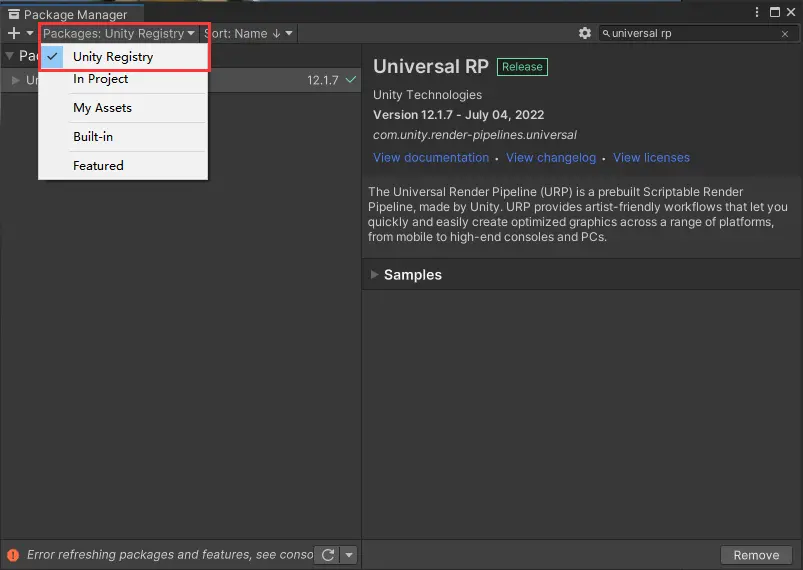 Package Manager
Packages: Unity Registry
Sort: Name
universal rp
Unity Registry
In Project
My Assets
Built-in
Featured
12.1.7
Universal RP
Release
Unity Technologies
Version 12.1.7 - July 04, 2022
com.unity.render-pipelines.universal
View documentation • View changelog • View licenses
The Universal Render Pipeline (URP) is a prebuilt Scriptable Render
Pipeline, made by Unity. URP provides artist-friendly workflows that let you
quickly and easily create optimized graphics across a range of platforms,
from mobile to high-end consoles and PCs.
Samples
Error refreshing packages and features, see conso
Remove